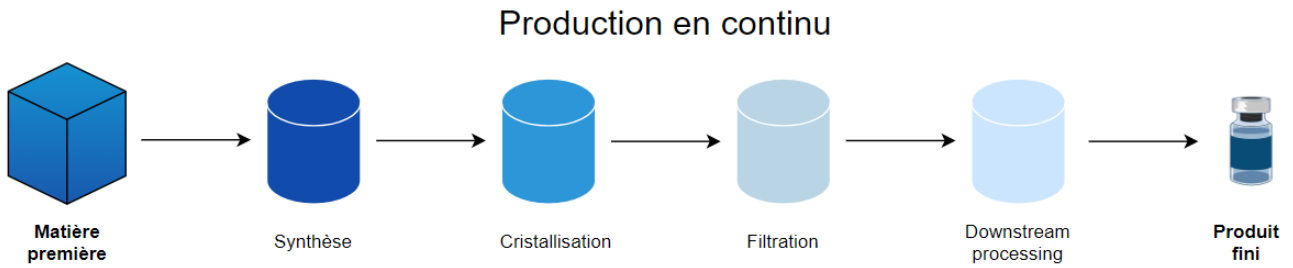 Production en continu
Matière
première
Synthèse
Cristallisation
Filtration
Downstream
processing
Produit
fini